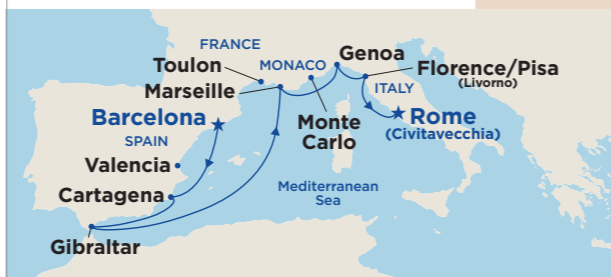 FRANCE
Genoa
Toulon
MONACO
Florence/Pisa
(Livorno)
Marseille
ITALY
Barcelona
Monte
Carlo
Rome
(Civitavecchia)
SPAIN
Valencia
Cartagena
Mediterranean
Sea
Gibraltar